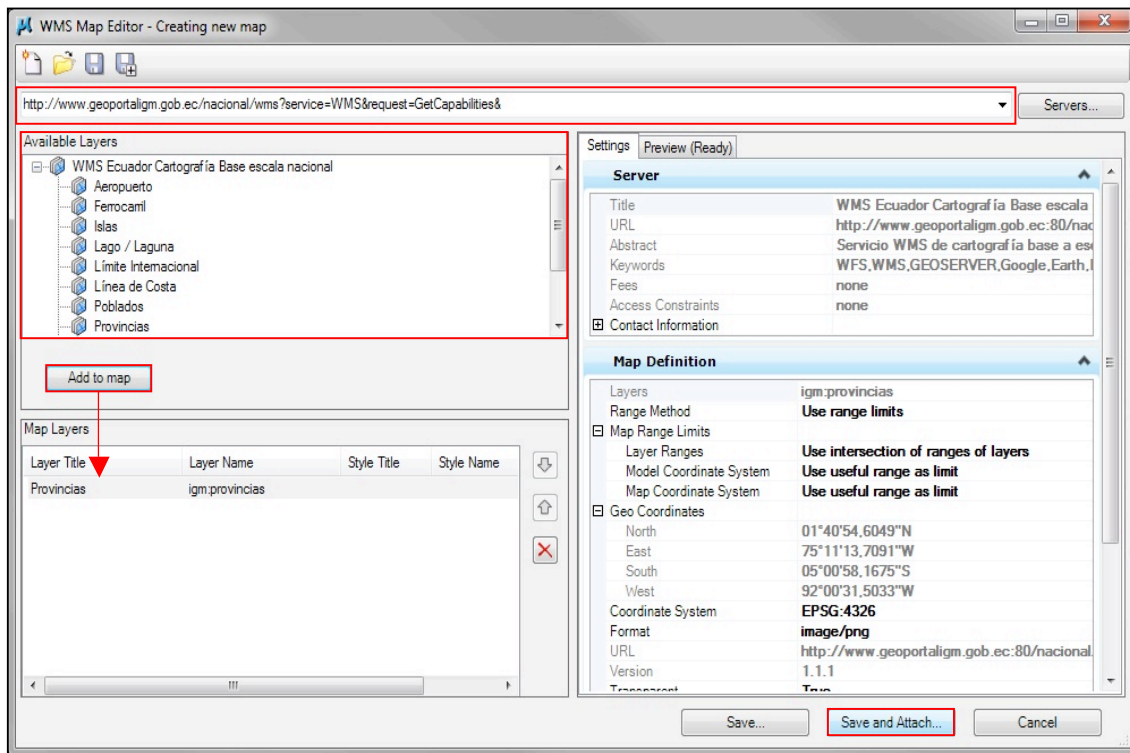 WMS Map Editor - Creating new map
http://www.geoportaligm.gob.ec/nacional/wms?service=WMS&request=GetCapabilities&
Servers...
Available Layers
WMS Ecuador Cartografía Base escala nacional
Aeropuerto
Ferrocarril
Islas
Lago / Laguna
Límite Internacional
Línea de Costa
Poblados
Provincias
Add to map
Map Layers
Layer Title Layer Name Style Title Style Name
Provincias igm:provincias
Settings Preview (Ready)
Server
Title WMS Ecuador Cartografía Base escala
URL http://www.geoportaligm.gob.ec:80/nac
Abstract Servicio WMS de cartografía base a es
Keywords WFS,WMS,GEOSERVER,Google,Earth,
Fees none
Access Constraints none
Contact Information
Map Definition
Layers igm:provincias
Range Method Use range limits
Map Range Limits
Layer Ranges Use intersection of ranges of layers
Model Coordinate System Use useful range as limit
Map Coordinate System Use useful range as limit
Geo Coordinates
North 01°40'54,6049"N
East 75°11'13,7091"W
South 05°00'58,1675"S
West 92°00'31,5033"W
Coordinate System EPSG:4326
Format image/png
URL http://www.geoportaligm.gob.ec:80/nacional.
Version 1.1.1
Transparent True
Save... Save and Attach... Cancel